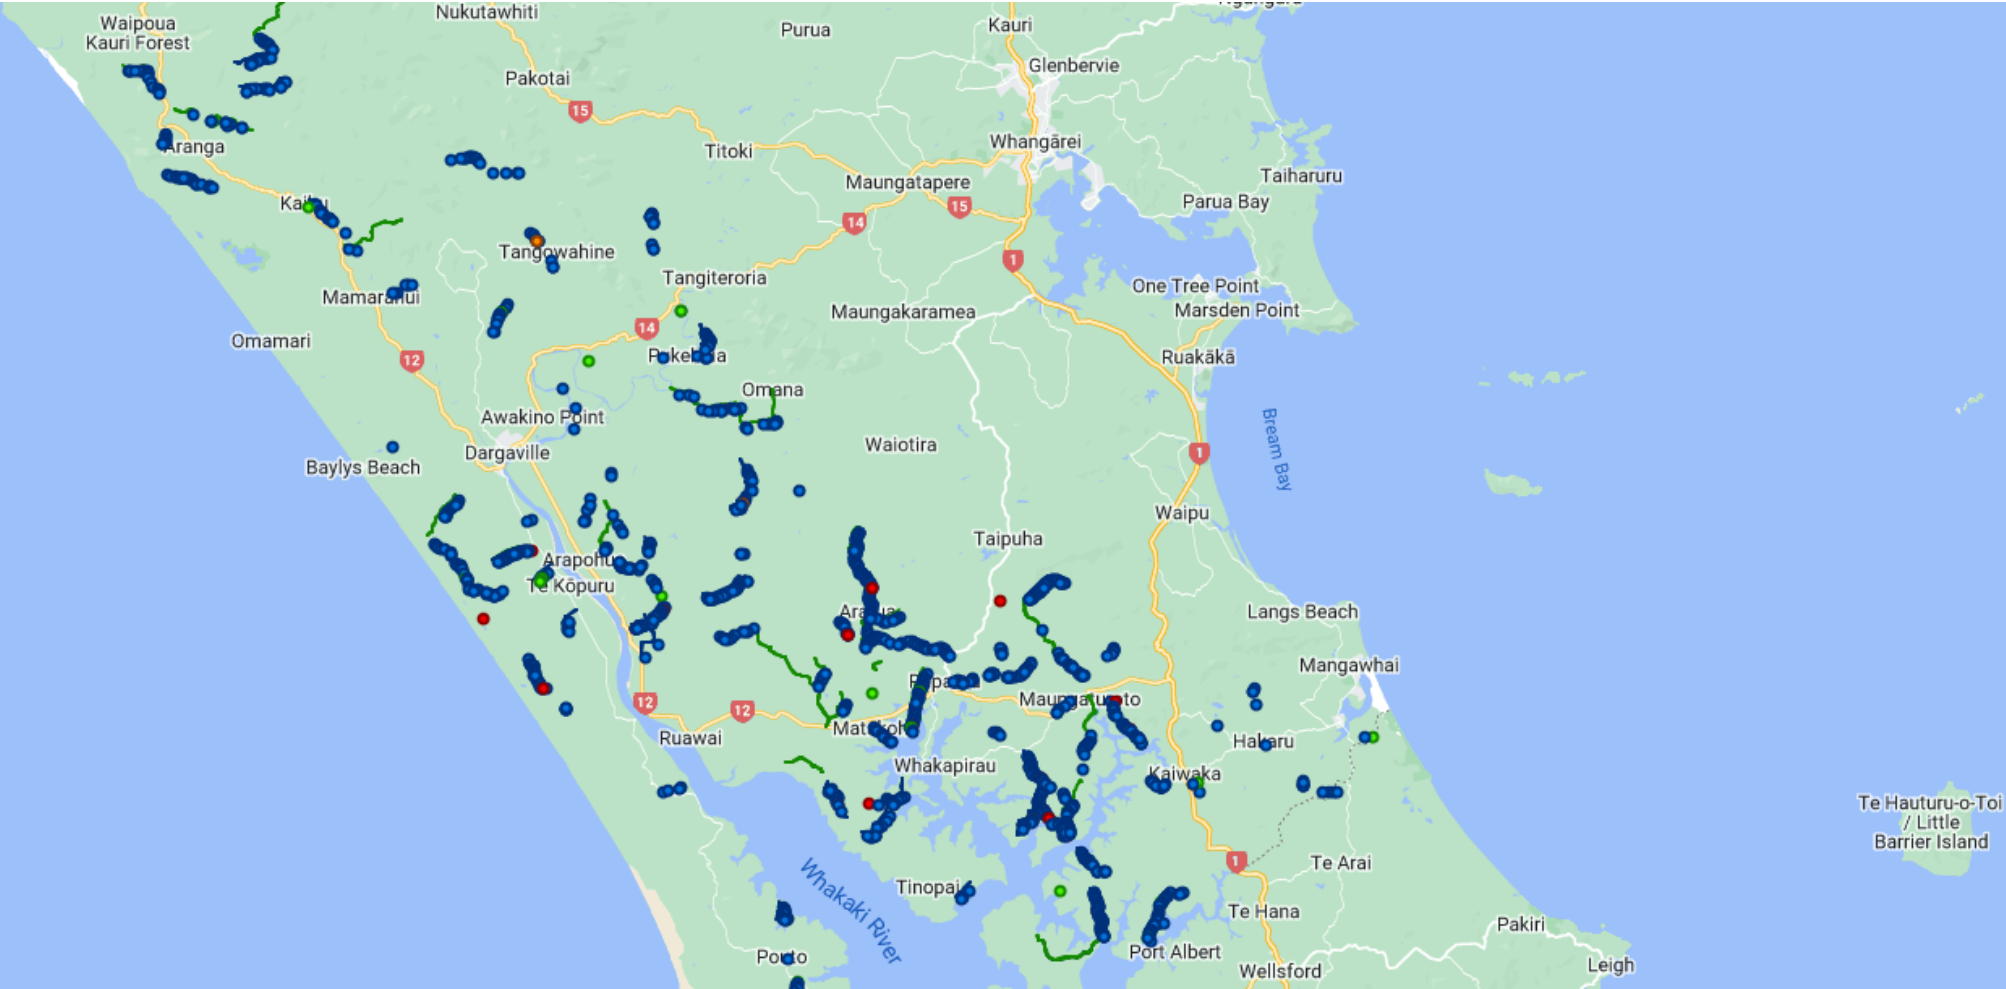 Nukutawhiti
Waipoua
Kauri Forest
Purua
Kauri
Glenbervie
Pakotai
15
Titoki
Whangārei
Aranga
Maungatapere
Taiharuru
Parua Bay
15
14
Tangowahine
1
Tangiteroria
One Tree Point
Marsden Point
Maungakaramea
Omamari
14
12
Ruakākā
Omana
Awakino Point
Dargaville
Waiotira
Bream Bay
1
Baylys Beach
Waipu
Taipuha
Te Kōpuru
Langs Beach
Mangawhai
12
12
Ruawai
Hakaru
Whakapirau
Kaiwaka
Te Hauturu-o-Toi
/ Little
Barrier Island
1
Te Arai
Whakaki River
Tinopai
Te Hana
Pakiri
Port Albert
Leigh
Wellsford